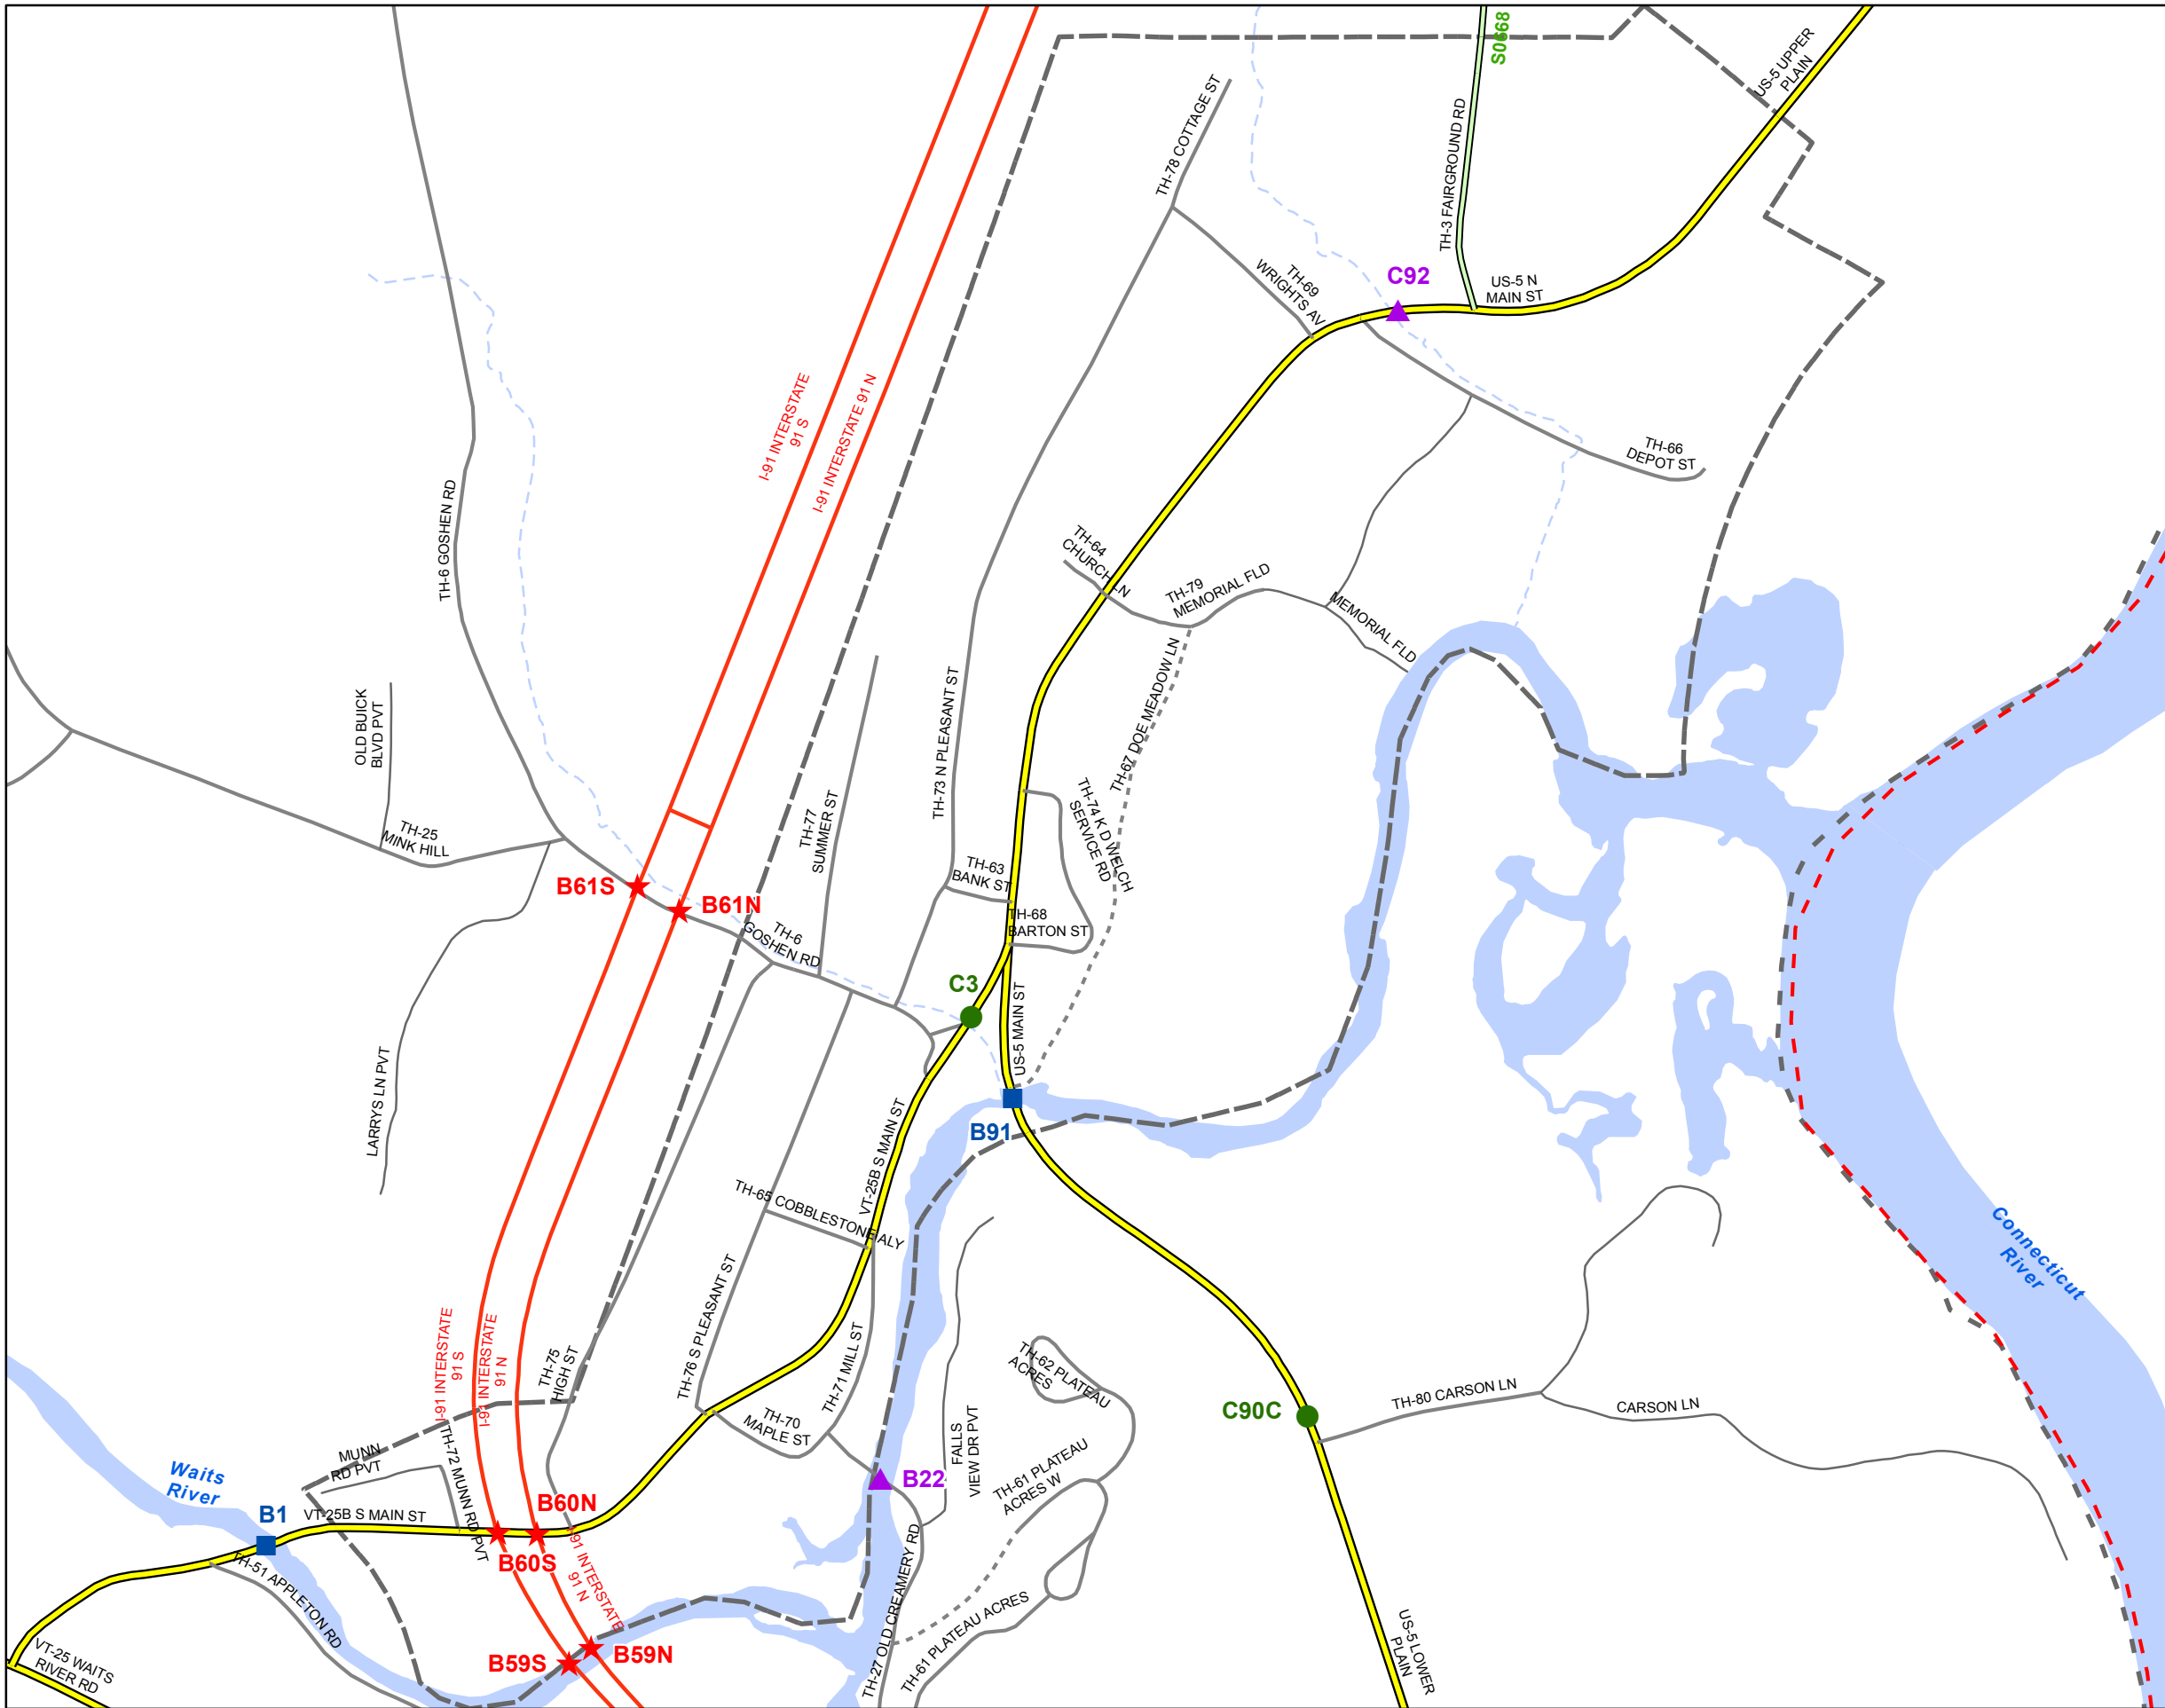 S0668
US-5 UPPER
PLAIN
TH-78 COTTAGE ST
TH-3 FAIRGROUND RD
C92
US-5 N
MAIN ST
TH-69
WRIGHTS AV
I-91 INTERSTATE
91 S
I-91 INTERSTATE 91 N
TH-66
DEPOT ST
TH-6 GOSHEN RD
TH-64
CHURCH LN
TH-79
MEMORIAL FLD
MEMORIAL FLD
TH-67 DOE MEADOW LN
TH-73 N PLEASANT ST
OLD BUICK
BLVD PVT
TH-25
MINK HILL
TH-77
SUMMER ST
TH-74 K D WELCH
SERVICE RD
TH-63
BANK ST
B61S
B61N
TH-68
BARTON ST
TH-6
GOSHEN RD
C3
US-5 MAIN ST
LARRYS LN PVT
B91
VT-25B S MAIN ST
TH-65 COBBLESTONE ALY
Connecticut
River
TH-76 S PLEASANT ST
I-91 INTERSTATE
91 S
I-91 INTERSTATE
91 N
TH-75
HIGH ST
TH-71 MILL ST
TH-62 PLATEAU
ACRES
TH-80 CARSON LN
CARSON LN
C90C
TH-70
MAPLE ST
FALLS
VIEW DR PVT
MUNN
RD PVT
TH-72 MUNN RD PVT
TH-61 PLATEAU
ACRES W
Waits
River
B22
B1
VT-25B S MAIN ST
B60N
B60S
I-91 INTERSTATE
91 N
TH-51 APPLETON RD
TH-27 OLD CREAMERY RD
TH-61 PLATEAU ACRES
US-5 LOWER
PLAIN
VT-25 WAITS
RIVER RD
B59S
B59N